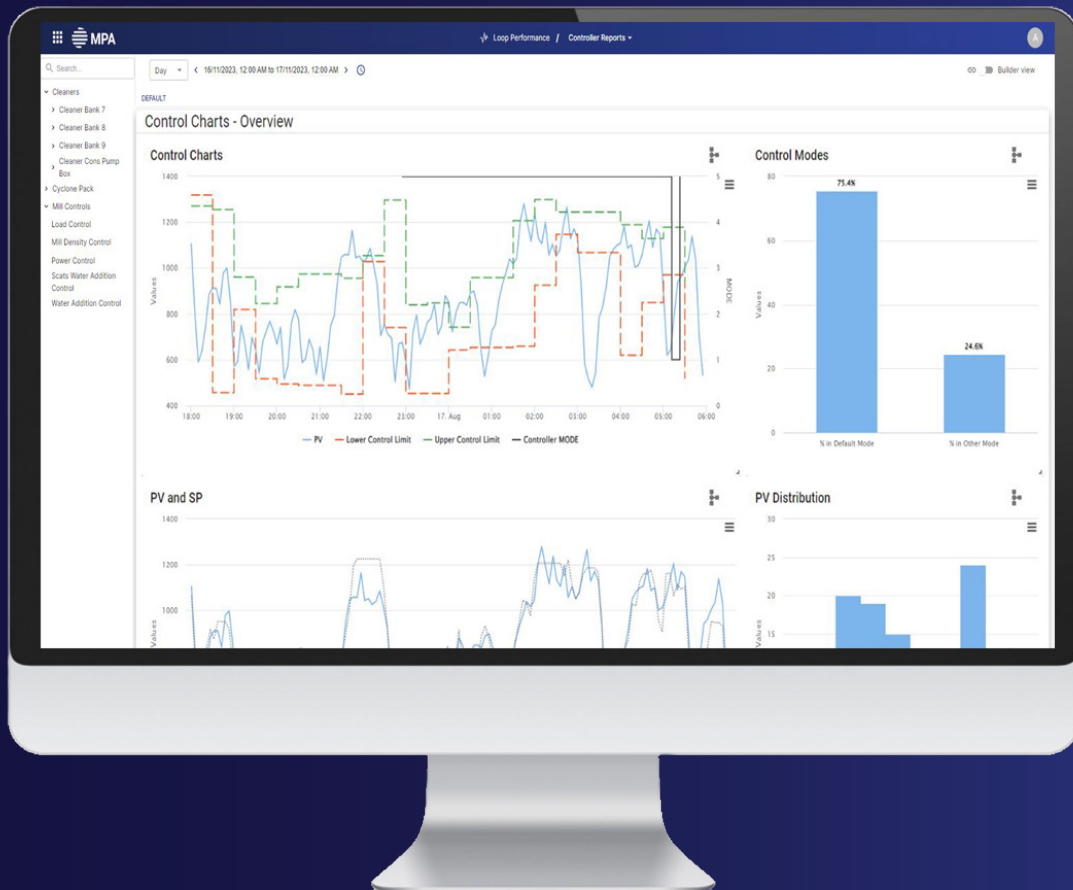 MPA
Loop Performance / Controller Reports
A
Search...
Day
16/11/2023, 12:00 AM to 17/11/2023, 12:00 AM
Builder view
Cleaners
Cleaner Bank 7
Cleaner Bank 8
Cleaner Bank 9
Cleaner Cons Pump
Box
Cyclone Pack
Mill Controls
Load Control
Mill Density Control
Power Control
Scats Water Addition
Control
Water Addition Control
DEFAULT
Control Charts - Overview
Control Charts
1400
1200
1000
800
600
400
Values
5
4
3
2
1
0
MODE
18:00 19:00 20:00 21:00 22:00 23:00 17. Aug 01:00 02:00 03:00 04:00 05:00 06:00
PV Lower Control Limit Upper Control Limit Controller MODE
Control Modes
80
60
40
20
0
Values
75.4%
24.6%
% in Default Mode % in Other Mode
PV and SP
1400
1200
1000
Values
PV Distribution
30
25
20
15
Values